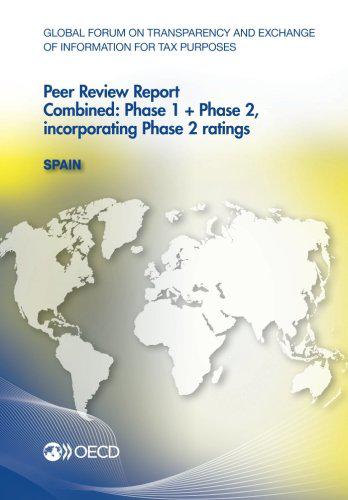 GLOBAL FORUM ON TRANSPARENCY AND EXCHANGE
OF INFORMATION FOR TAX PURPOSES
Peer Review Report
Combined: Phase 1 + Phase 2,
incorporating Phase 2 ratings
SPAIN
OECD